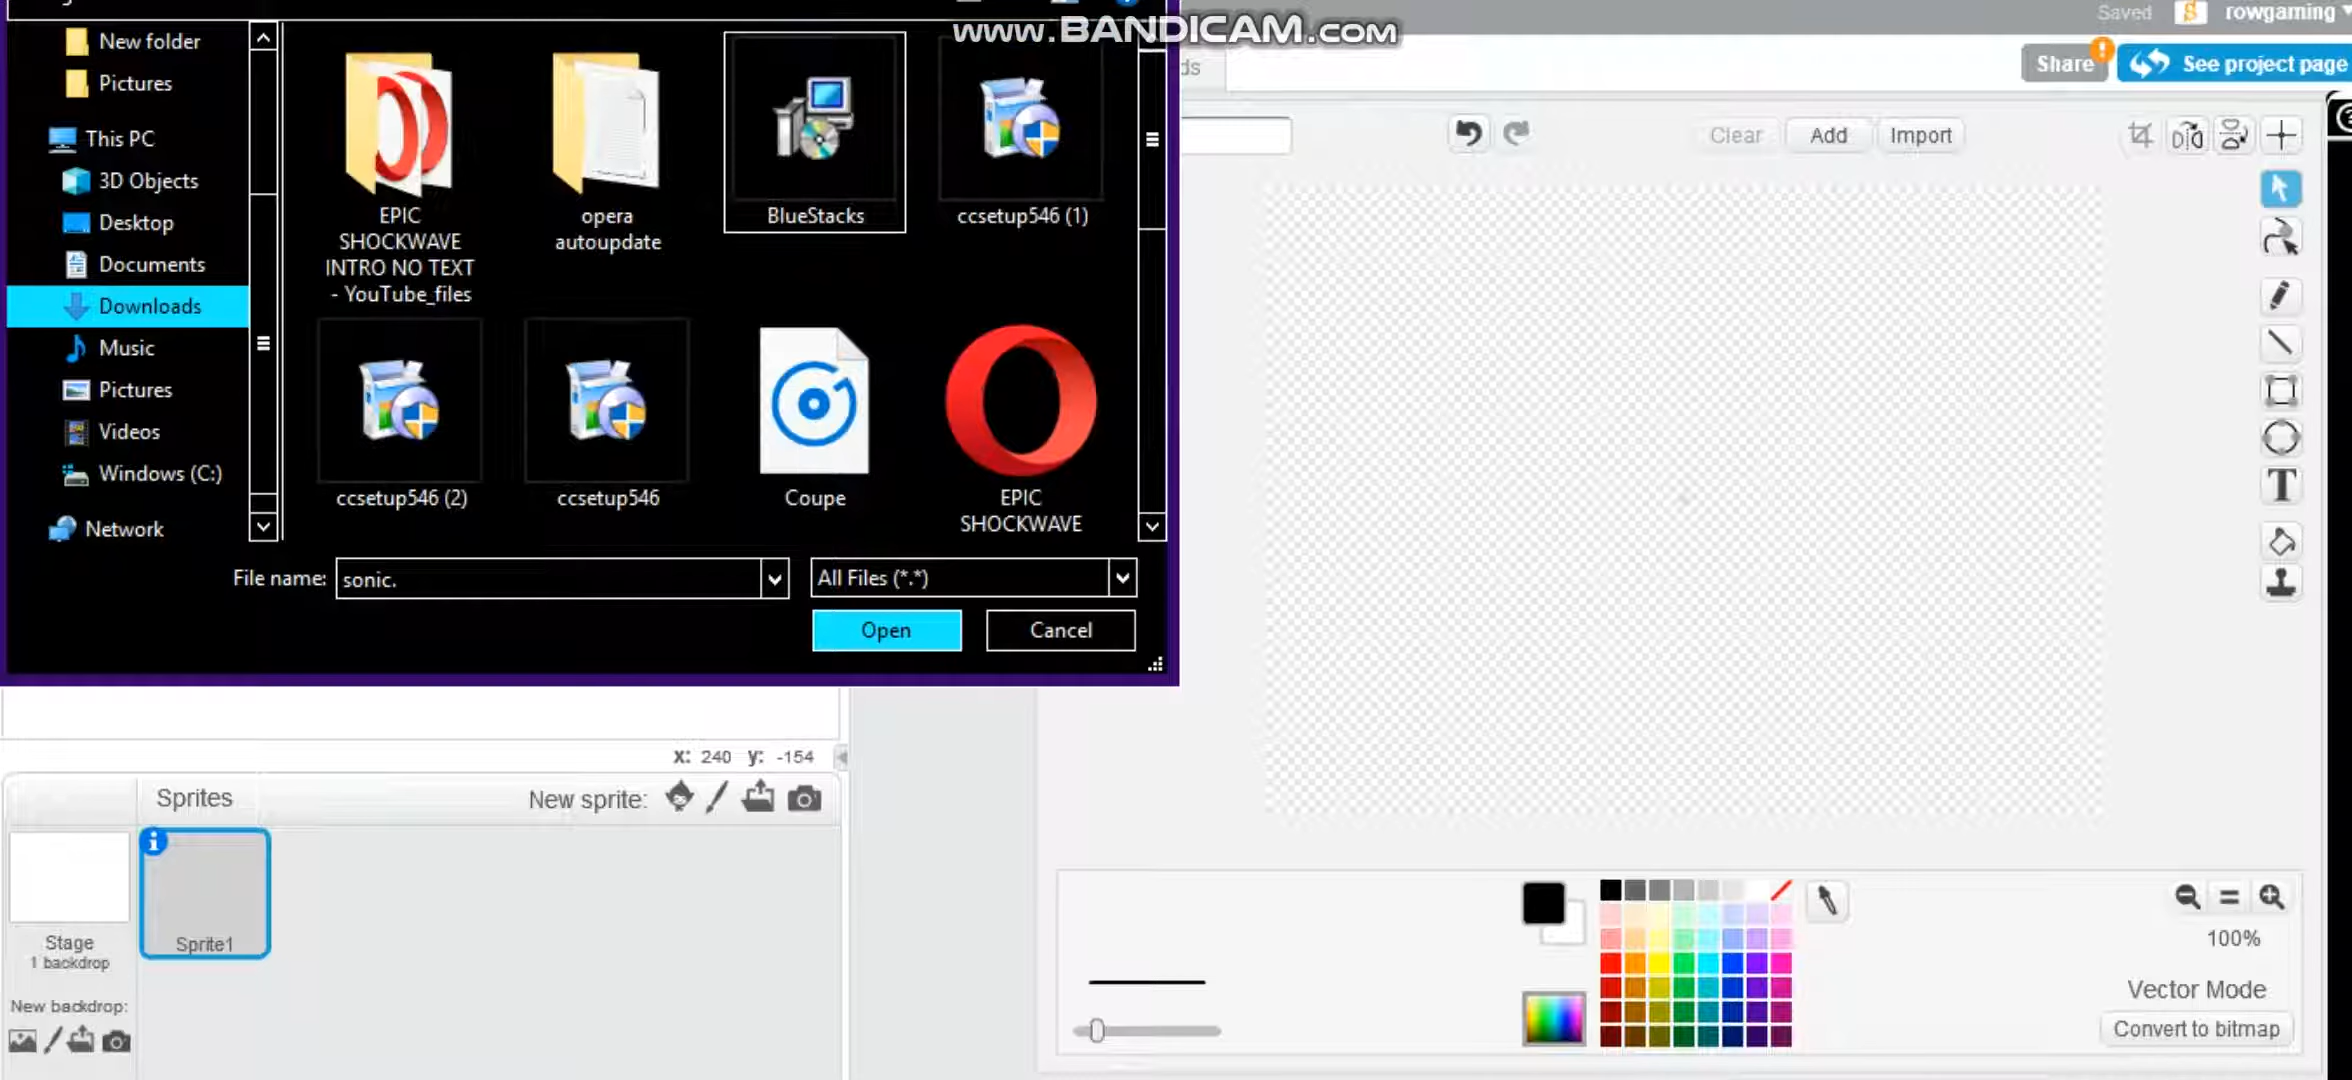 www.BANDICAM.com
Saved
rowgaming
Share
See project page
ds
New folder
Pictures
This PC
3D Objects
Desktop
Documents
Downloads
Music
Pictures
Videos
Windows (C:)
Network
EPIC
SHOCKWAVE
INTRO NO TEXT
- YouTube_files
opera
autoupdate
BlueStacks
ccsetup546 (1)
ccsetup546 (2)
ccsetup546
Coupe
EPIC
SHOCKWAVE
File name:
sonic.
All Files (*.*)
Open
Cancel
Clear
Add
Import
T
x: 240 y: -154
Sprites
New sprite:
Stage
1 backdrop
Sprite1
New backdrop:
100%
Vector Mode
Convert to bitmap